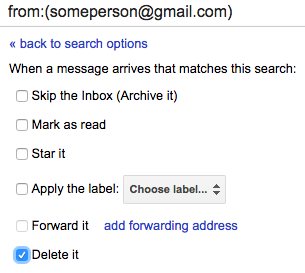 from:(someperson@gmail.com)
« back to search options
When a message arrives that matches this search:
Skip the Inbox (Archive it)
Mark as read
Star it
Apply the label: Choose label...
Forward it add forwarding address
Delete it